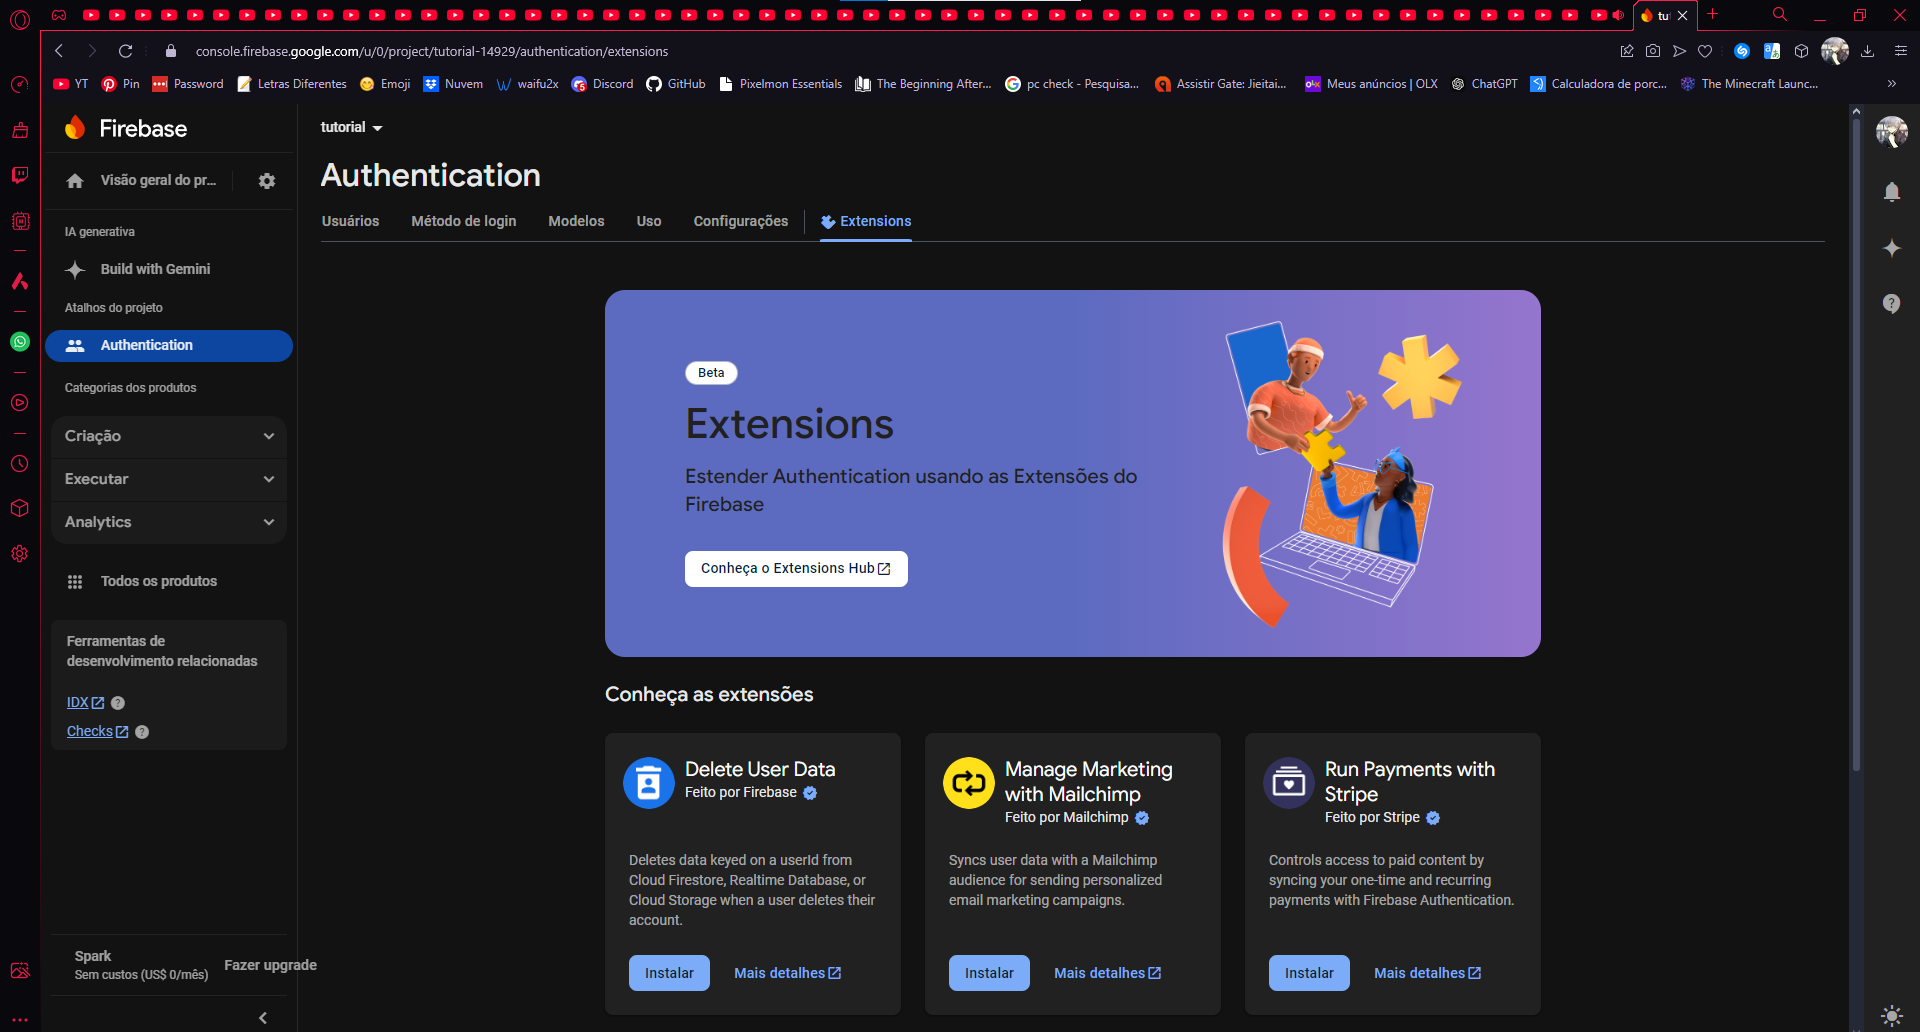 tu
console.firebase.google.com/u/0/project/tutorial-14929/authentication/extensions
YT
Pin
Password
Letras Diferentes
Emoji
Nuvem
waifu2x
Discord
GitHub
Pixelmon Essentials
The Beginning After...
pc check - Pesquisa...
Assistir Gate: Jieitai...
Meus anúncios | OLX
ChatGPT
Calculadora de porc...
The Minecraft Launc...
Firebase
Visão geral do pr...
IA generativa
Build with Gemini
Atalhos do projeto
Authentication
Categorias dos produtos
Criação
Executar
Analytics
Todos os produtos
Ferramentas de
desenvolvimento relacionadas
IDX
Checks
Spark
Sem custos (US$ 0/mês)
Fazer upgrade
tutorial
Authentication
Usuários
Método de login
Modelos
Uso
Configurações
Extensions
Beta
Extensions
Estender Authentication usando as Extensões do
Firebase
Conheça o Extensions Hub
Conheça as extensões
Delete User Data
Feito por Firebase
Deletes data keyed on a userId from
Cloud Firestore, Realtime Database, or
Cloud Storage when a user deletes their
account.
Instalar
Mais detalhes
Manage Marketing
with Mailchimp
Feito por Mailchimp
Syncs user data with a Mailchimp
audience for sending personalized
email marketing campaigns.
Instalar
Mais detalhes
Run Payments with
Stripe
Feito por Stripe
Controls access to paid content by
syncing your one-time and recurring
payments with Firebase Authentication.
Instalar
Mais detalhes